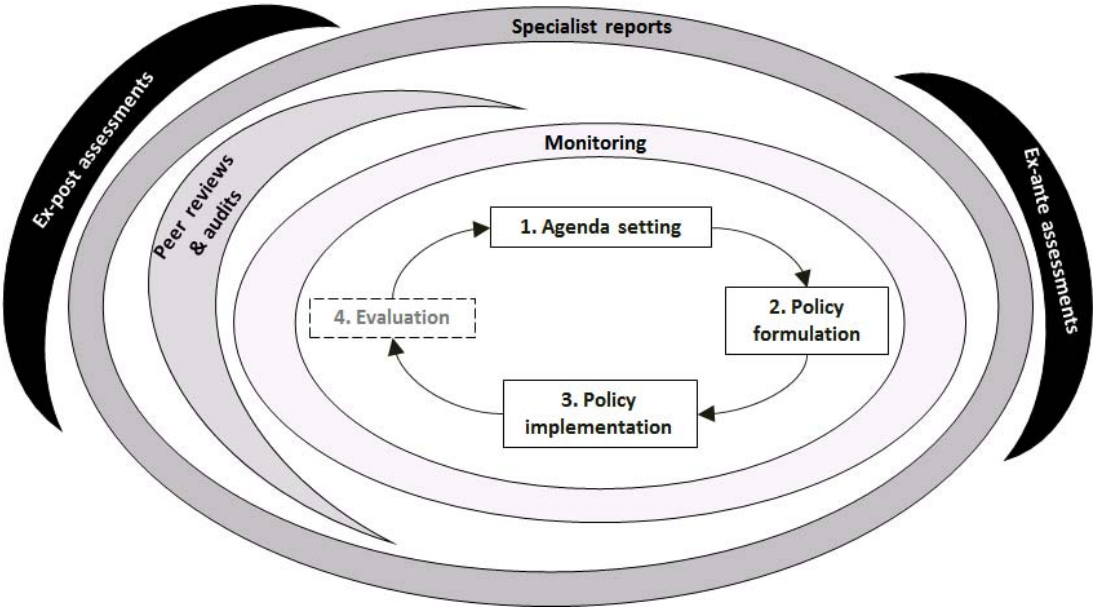 Specialist reports
Ex-post assessments
Peer reviews
& audits
Monitoring
Ex-ante assessments
1. Agenda setting
2. Policy
formulation
3. Policy
implementation
4. Evaluation